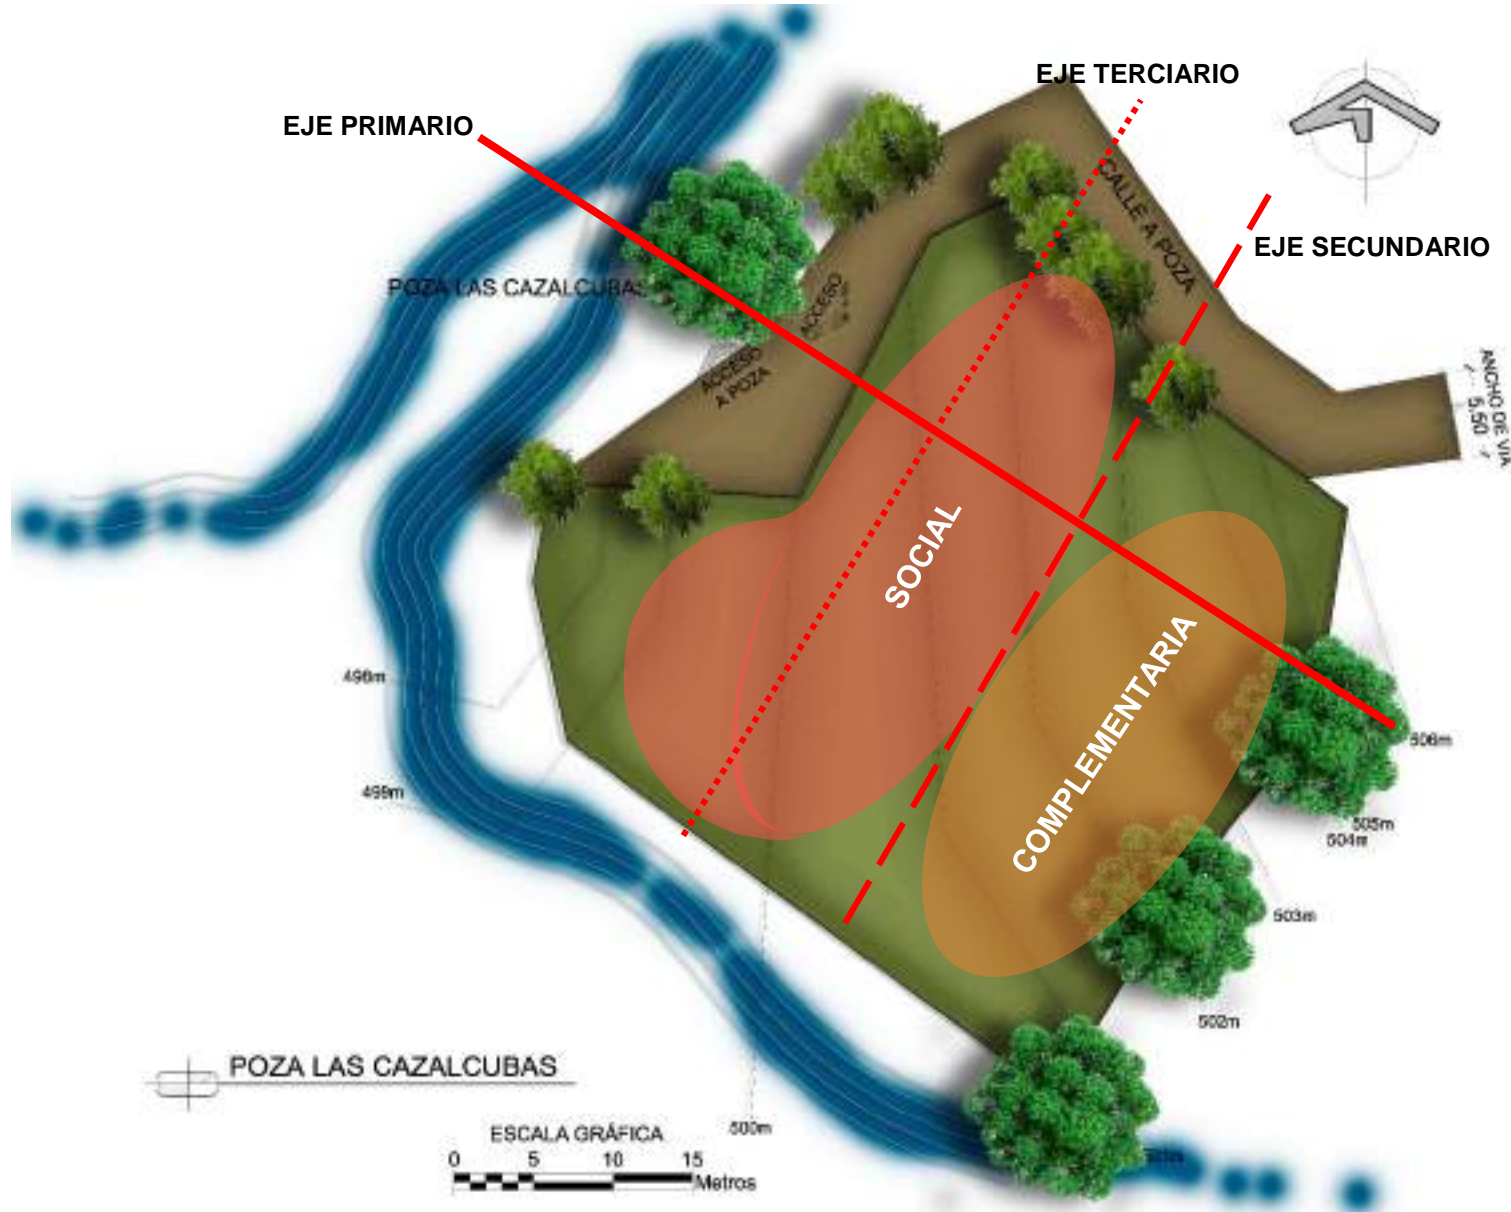 EJE TERCIARIO
EJE PRIMARIO
CALLE A POZA
EJE SECUNDARIO
POZA LAS CAZALCUBAS
ACCESO
ACCESO
A POZA
ANCHO DE VIA
5.50
SOCIAL
COMPLEMENTARIA
498m
499m
506m
505m
504m
503m
502m
500m
POZA LAS CAZALCUBAS
ESCALA GRÁFICA
0 5 10 15
Metros